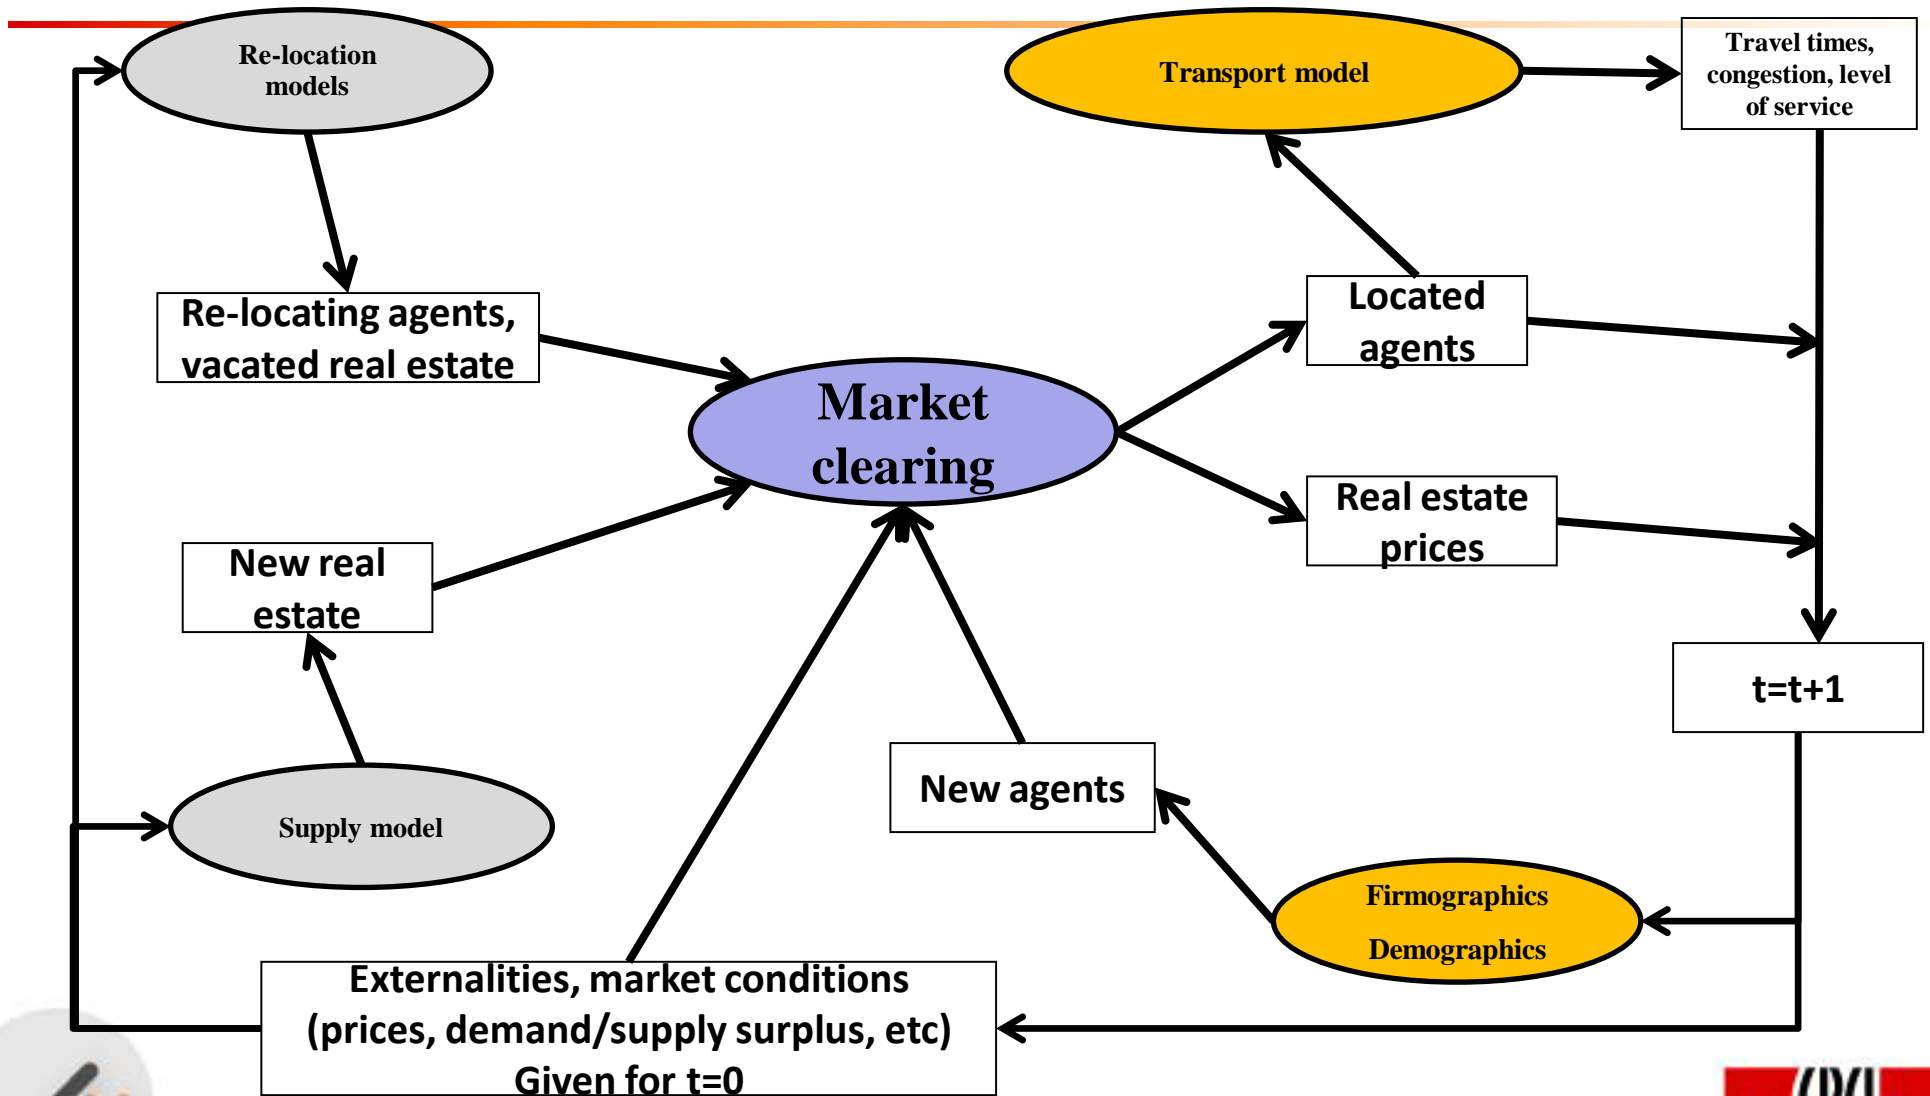 Re-location
models
Transport model
Travel times,
congestion, level
of service
Re-locating agents,
vacated real estate
Located
agents
Market
clearing
Real estate
prices
New real
estate
t=t+1
New agents
Supply model
Firmographics
Demographics
Externalities, market conditions
(prices, demand/supply surplus, etc)
Given for t=0